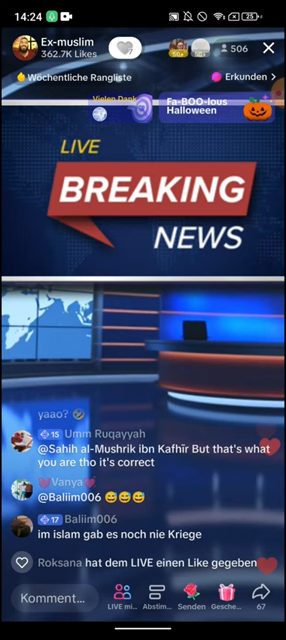 14:24
25
Ex-muslim
362.7K Likes
506
Wöchentliche Rangliste
Erkunden >
Vielen Dank
Fa-BOO-lous
Halloween
LIVE
BREAKING
NEWS
yaao? 🤣
15 Umm Ruqayyah
@Sahih al-Mushrik ibn Kafhīr But that's what
you are tho it's correct
💗Vanya💗
@Baliim006 😅😅😅
17 Baliim006
im islam gab es noch nie Kriege
Roksana hat dem LIVE einen Like gegeben
Komment...
LIVE mi...
Abstim...
Senden
Gesche...
67